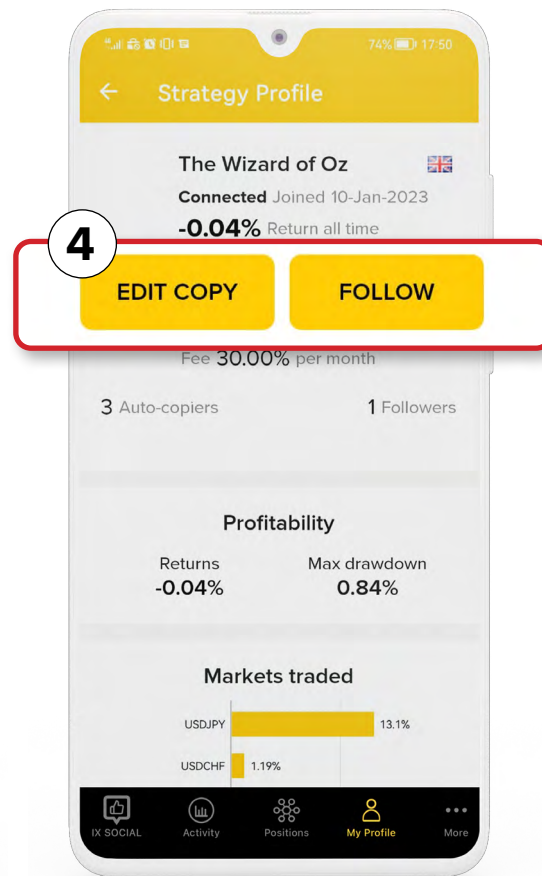 74% 17:50
Strategy Profile
The Wizard of Oz
Connected Joined 10-Jan-2023
-0.04% Return all time
4
EDIT COPY FOLLOW
Fee 30.00% per month
3 Auto-copiers 1 Followers
Profitability
Returns Max drawdown
-0.04% 0.84%
Markets traded
USDJPY 13.1%
USDCHF 1.19%
IX SOCIAL Activity Positions My Profile More